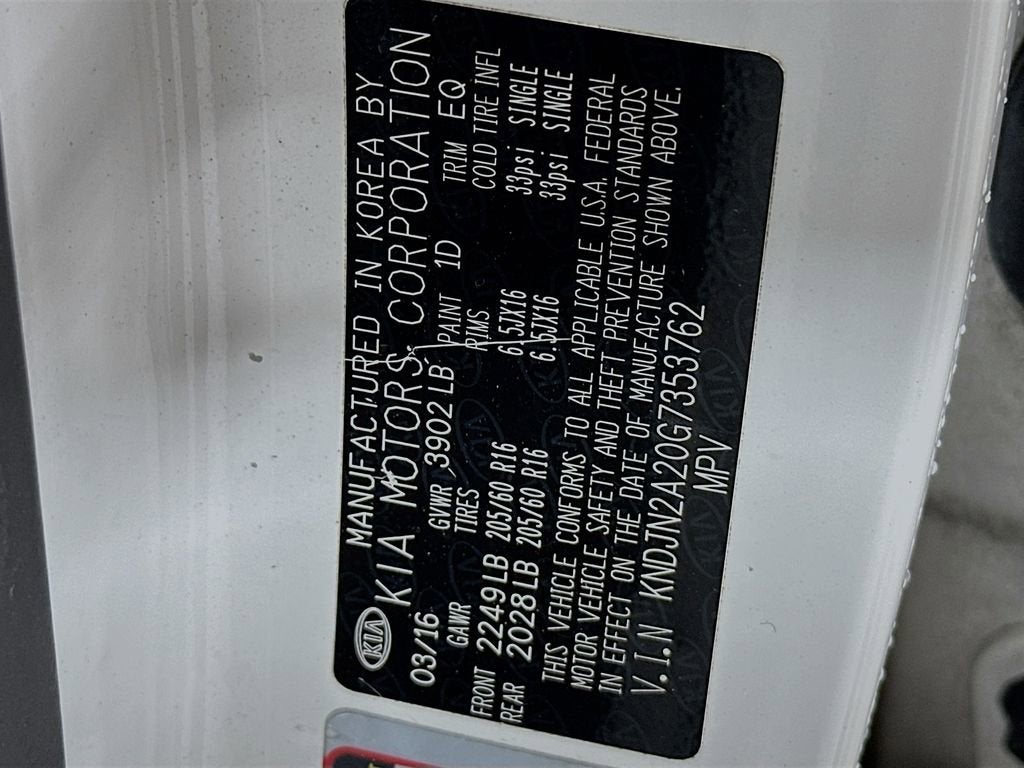 KIA MANUFACTURED IN KOREA BY
KIA MOTORS CORPORATION
03/16 GVWR 3902 LB PAINT 1D TRIM EQ
GAWR TIRES RIMS COLD TIRE INFL
FRONT 2249LB 205/60 R16 6.5JX16 33psi SINGLE
REAR 2028LB 205/60 R16 6.5JX16 33psi SINGLE
THIS VEHICLE CONFORMS TO ALL APPLICABLE U.S.A. FEDERAL
MOTOR VEHICLE SAFETY AND THEFT PREVENTION STANDARDS
IN EFFECT ON THE DATE OF MANUFACTURE SHOWN ABOVE.
V.I.N KNDJN2A20G7353762
MPV